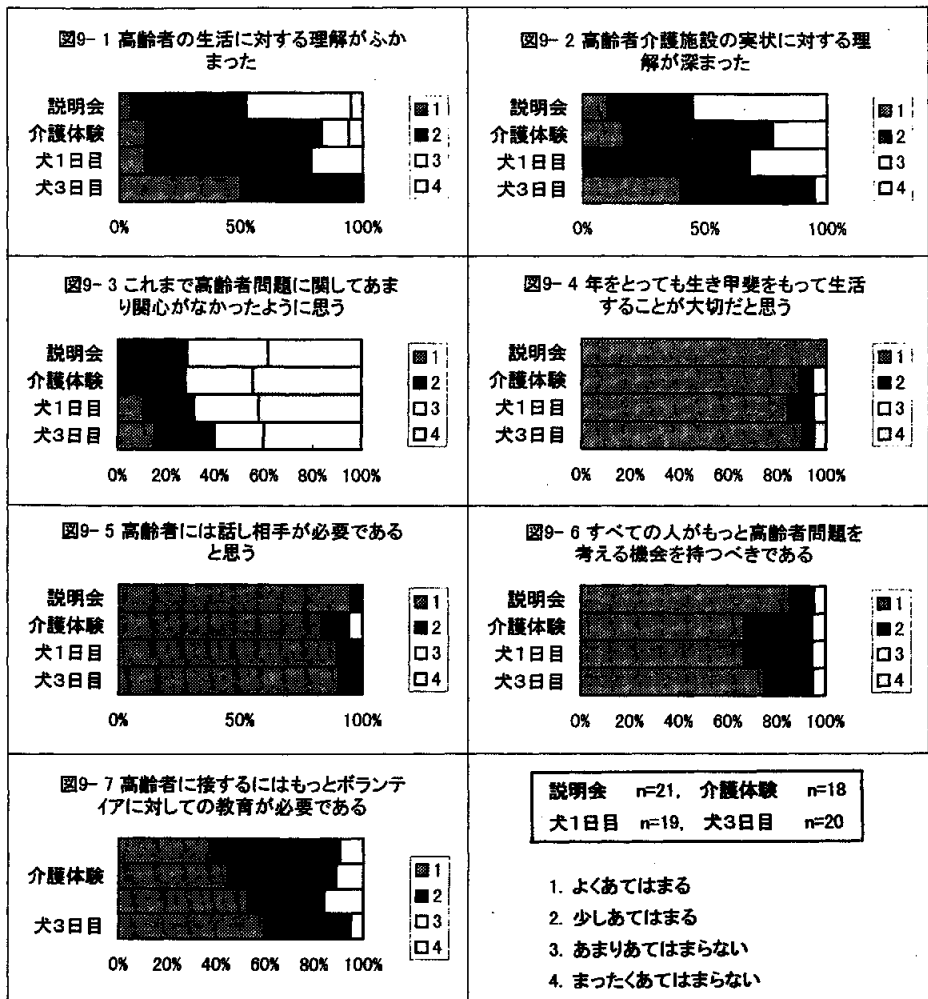 図9-1 高齢者の生活に対する理解がふか
まった
説明会
介護体験
犬1日目
犬3日目
0% 50% 100%
1
2
3
4
図9-2 高齢者介護施設の実状に対する理
解が深まった
説明会
介護体験
犬1日目
犬3日目
0% 50% 100%
1
2
3
4
図9-3 これまで高齢者問題に関してあま
り関心がなかったように思う
説明会
介護体験
犬1日目
犬3日目
0% 20% 40% 60% 80% 100%
1
2
3
4
図9-4 年をとっても生き甲斐をもって生活
することが大切だと思う
説明会
介護体験
犬1日目
犬3日目
0% 20% 40% 60% 80% 100%
1
2
3
4
図9-5 高齢者には話し相手が必要である
と思う
説明会
介護体験
犬1日目
犬3日目
0% 50% 100%
1
2
3
4
図9-6 すべての人がもっと高齢者問題を
考える機会を持つべきである
説明会
介護体験
犬1日目
犬3日目
0% 20% 40% 60% 80% 100%
1
2
3
4
図9-7 高齢者に接するにはもっとボランテ
ィアに対しての教育が必要である
介護体験
犬3日目
0% 20% 40% 60% 80% 100%
1
2
3
4
説明会 n=21, 介護体験 n=18
犬1日目 n=19, 犬3日目 n=20
1. よくあてはまる
2. 少しあてはまる
3. あまりあてはまらない
4. まったくあてはまらない